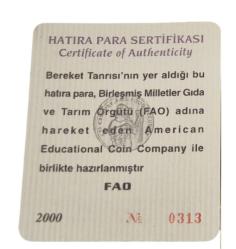 HATIRA PARA SERTİFİKASI
Certificate of Authenticity
Bereket Tanrısı'nın yer aldığı bu
hatıra para, Birleşmiş Milletler Gıda
ve Tarım Örgütü (FAO) adına
hareket eden American
Educational Coin Company ile
birlikte hazırlanmıştır
FAO
2000 № 0313